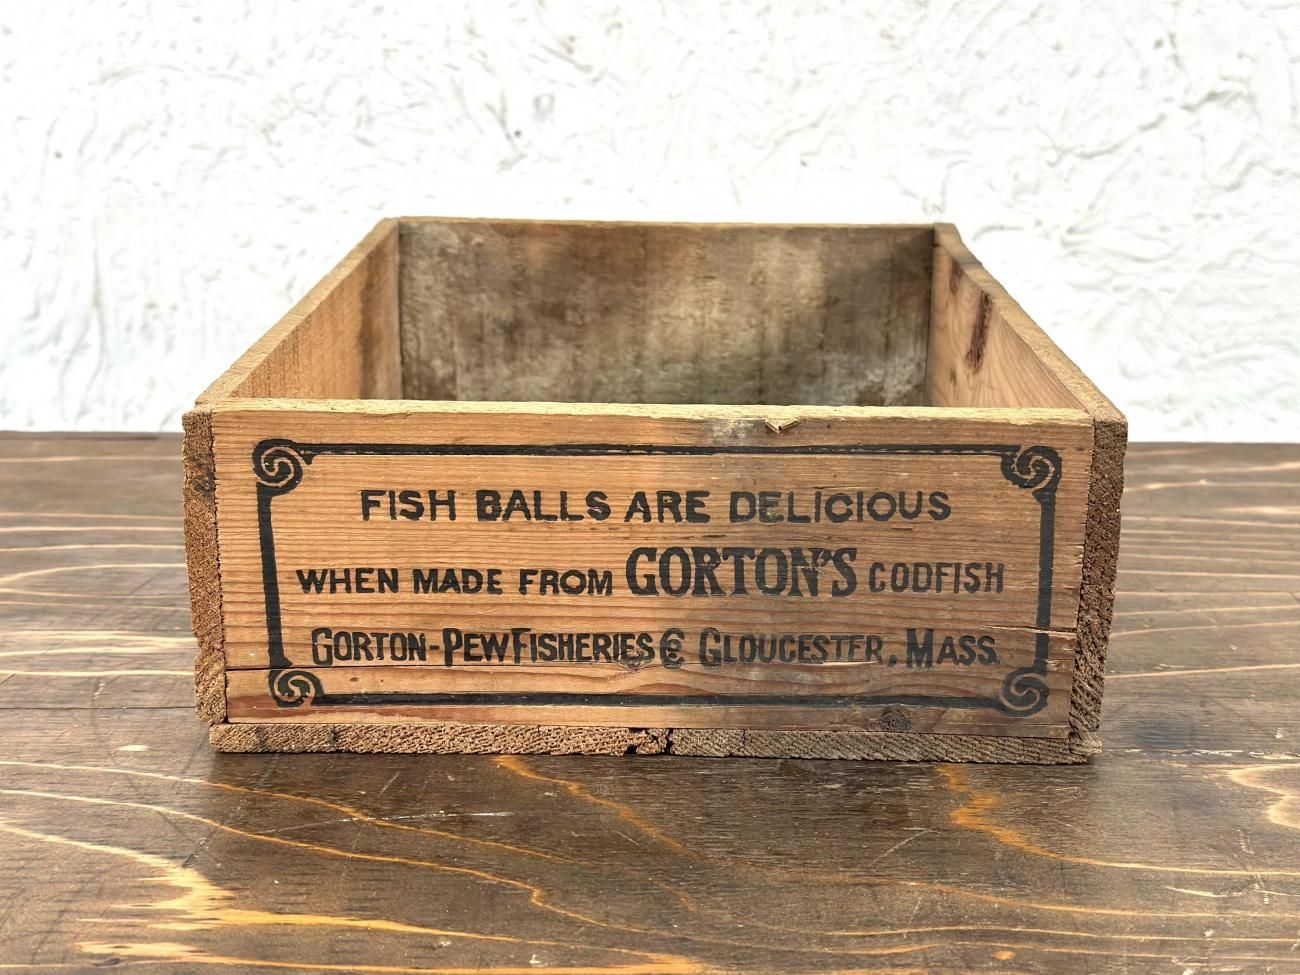 FISH BALLS ARE DELICIOUS
WHEN MADE FROM GORTON'S CODFISH
GORTON-PEW FISHERIES Co GLOUCESTER, MASS.